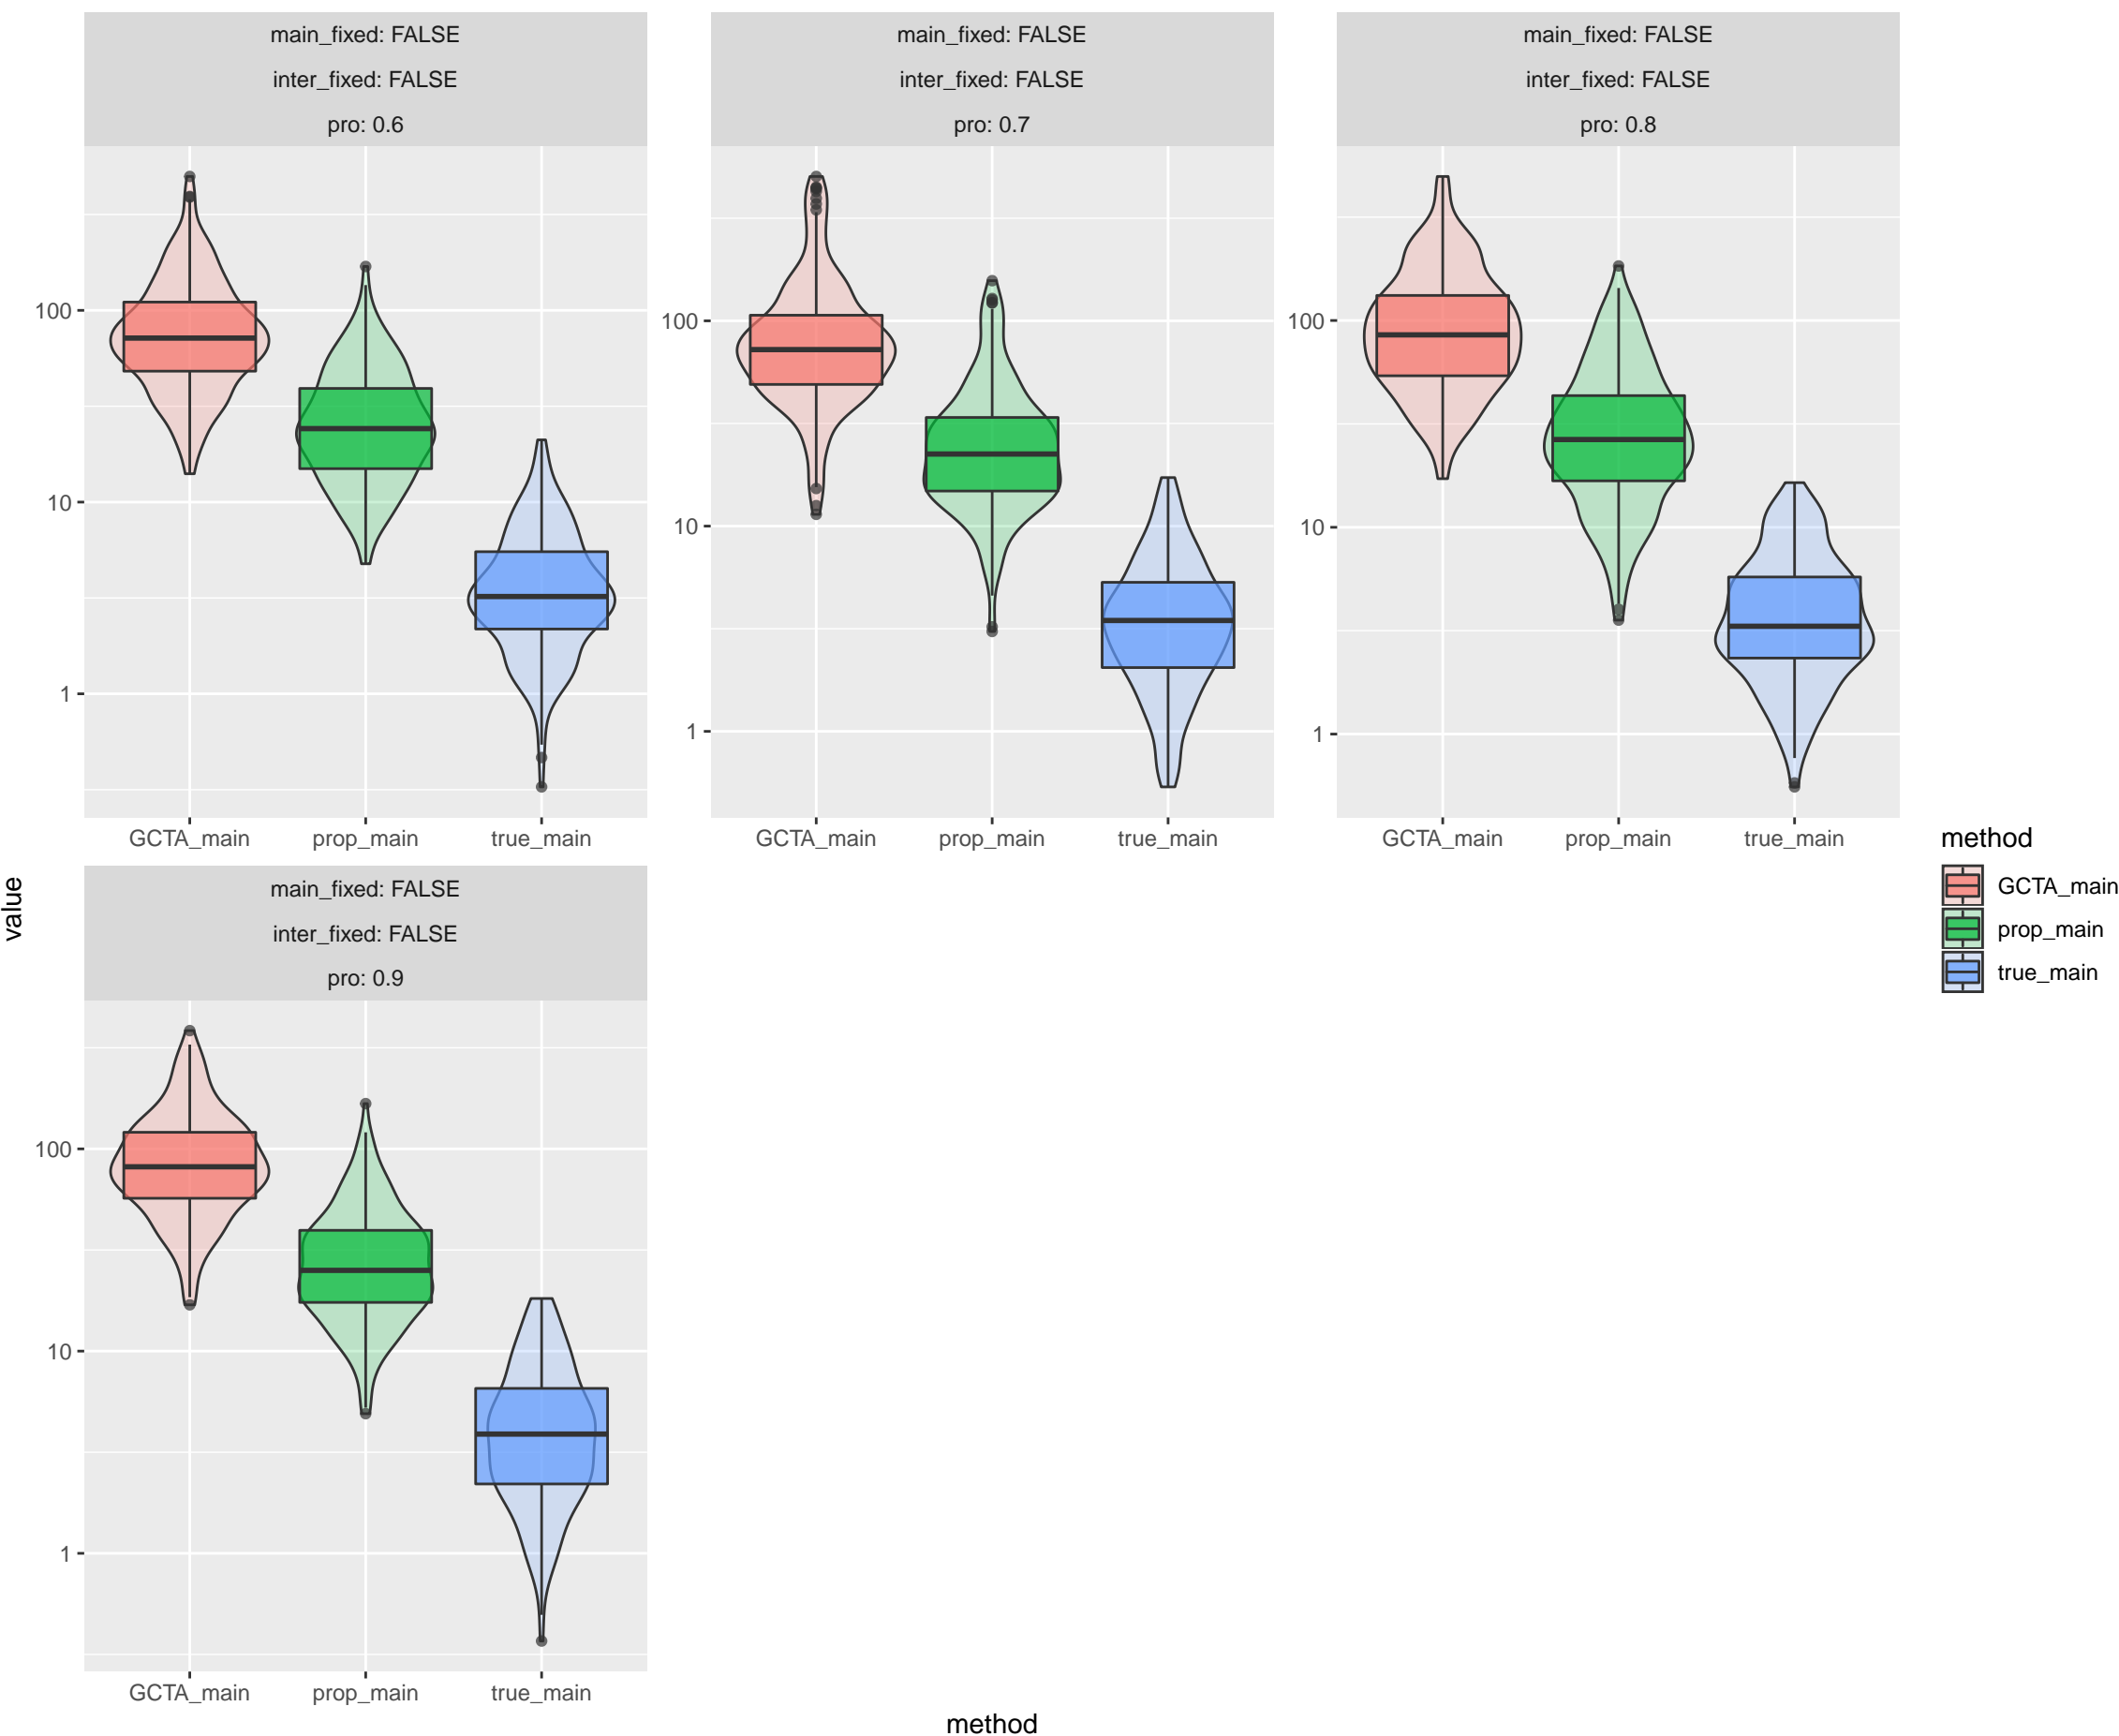 main_fixed: FALSE
inter_fixed: FALSE
pro: 0.6
main_fixed: FALSE
inter_fixed: FALSE
pro: 0.7
main_fixed: FALSE
inter_fixed: FALSE
pro: 0.8
100
10
1
100
10
1
100
10
1
GCTA_main prop_main true_main
GCTA_main prop_main true_main
GCTA_main prop_main true_main
main_fixed: FALSE
inter_fixed: FALSE
pro: 0.9
100
10
1
GCTA_main prop_main true_main
value
method
method
GCTA_main
prop_main
true_main